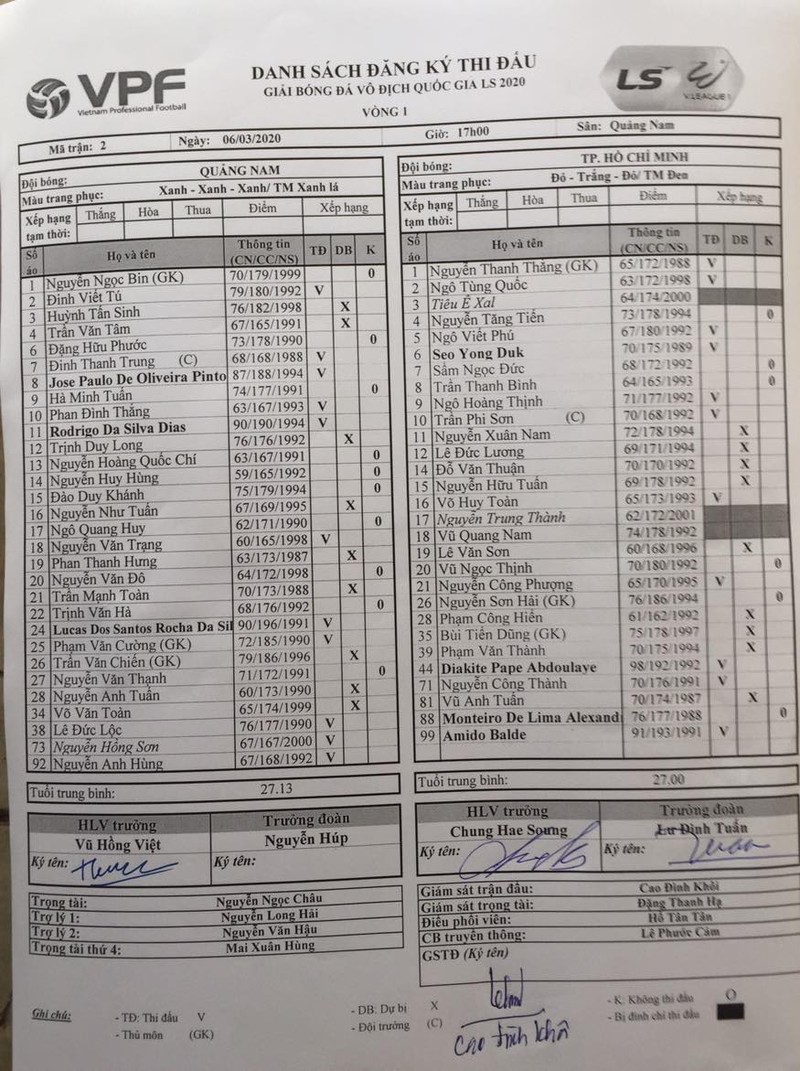 VPF
Vietnam Professional Football
DANH SÁCH ĐĂNG KÝ THI ĐẤU
GIẢI BÓNG ĐÁ VÔ ĐỊCH QUỐC GIA LS 2020
VÒNG 1
LS V.LEAGUE 1
Mã trận: 2 Ngày: 06/03/2020 Giờ: 17h00 Sân: Quảng Nam
Đội bóng: QUẢNG NAM
Màu trang phục: Xanh - Xanh - Xanh/ TM Xanh lá
Xếp hạng tạm thời: Thắng Hòa Thua Điểm Xếp hạng
Số áo Họ và tên Thông tin (CN/CC/NS) TĐ DB K
1 Nguyễn Ngọc Bin (GK) 70/179/1999 0
2 Đinh Viết Tú 79/180/1992 V
3 Huỳnh Tấn Sinh 76/182/1998 X
4 Trần Văn Tâm 67/165/1991 X
6 Đặng Hữu Phước 73/178/1990 0
7 Đinh Thanh Trung (C) 68/168/1988 V
8 Jose Paulo De Oliveira Pinto 87/188/1994 V
9 Hà Minh Tuấn 74/177/1991 0
10 Phan Đình Thắng 63/167/1993 V
11 Rodrigo Da Silva Dias 90/190/1994 V
12 Trịnh Duy Long 76/176/1992 X
13 Nguyễn Hoàng Quốc Chí 63/167/1991 0
14 Nguyễn Huy Hùng 59/165/1992 0
15 Đào Duy Khánh 75/179/1994 0
16 Nguyễn Như Tuấn 67/169/1995 X
17 Ngô Quang Huy 62/171/1990 0
18 Nguyễn Văn Trạng 60/165/1998 V
19 Phan Thanh Hưng 63/173/1987 X
20 Nguyễn Văn Đô 64/172/1998 0
21 Trần Mạnh Toàn 70/173/1988 X
22 Trịnh Văn Hà 68/176/1992 0
24 Lucas Dos Santos Rocha Da Sil 90/196/1991 V
25 Phạm Văn Cường (GK) 72/185/1990 V
26 Trần Văn Chiến (GK) 79/186/1996 X
27 Nguyễn Văn Thạnh 71/172/1991 0
28 Nguyễn Anh Tuấn 60/173/1990 X
34 Võ Văn Toàn 65/174/1999 X
38 Lê Đức Lộc 76/177/1990 V
73 Nguyễn Hồng Sơn 67/167/2000 V
92 Nguyễn Anh Hùng 67/168/1992 V
Tuổi trung bình: 27.13
HLV trưởng Trưởng đoàn
Vũ Hồng Việt Nguyễn Húp
Ký tên: Ký tên:
Trọng tài: Nguyễn Ngọc Châu
Trợ lý 1: Nguyễn Long Hải
Trợ lý 2: Nguyễn Văn Hậu
Trọng tài thứ 4: Mai Xuân Hùng
Đội bóng: TP. HỒ CHÍ MINH
Màu trang phục: Đỏ - Trắng - Đỏ/ TM Đen
Xếp hạng tạm thời: Thắng Hòa Thua Điểm Xếp hạng
Số áo Họ và tên Thông tin (CN/CC/NS) TĐ DB K
1 Nguyễn Thanh Thắng (GK) 65/172/1988 V
2 Ngô Tùng Quốc 63/172/1998 V
3 Tiêu Ê Xal 64/174/2000
4 Nguyễn Tăng Tiến 73/178/1994 0
5 Ngô Viết Phú 67/180/1992 V
6 Seo Yong Duk 70/175/1989 V
7 Sầm Ngọc Đức 68/172/1992 0
8 Trần Thanh Bình 64/165/1993 0
9 Ngô Hoàng Thịnh 71/177/1992 V
10 Trần Phi Sơn (C) 70/168/1992 V
11 Nguyễn Xuân Nam 72/178/1994 X
12 Lê Đức Lương 69/171/1994 X
14 Đỗ Văn Thuận 70/170/1992 X
15 Nguyễn Hữu Tuấn 69/178/1992 X
16 Võ Huy Toàn 65/173/1993 V
17 Nguyễn Trung Thành 62/172/2001
18 Vũ Quang Nam 74/178/1992
19 Lê Văn Sơn 60/168/1996 X
20 Vũ Ngọc Thịnh 70/180/1992 0
21 Nguyễn Công Phượng 65/170/1995 V
26 Nguyễn Sơn Hải (GK) 76/186/1994 0
28 Phạm Công Hiển 61/162/1992 X
35 Bùi Tiến Dũng (GK) 75/178/1997 X
39 Phạm Văn Thành 70/175/1994 X
44 Diakite Pape Abdoulaye 98/192/1992 V
71 Nguyễn Công Thành 70/176/1991 V
81 Vũ Anh Tuấn 70/174/1987 X
88 Monteiro De Lima Alexand 76/177/1988 0
99 Amido Balde 91/193/1991 V
Tuổi trung bình: 27.00
HLV trưởng Trưởng đoàn
Chung Hae Soung Lư Đình Tuấn
Ký tên: Ký tên:
Giám sát trận đấu: Cao Đình Khôi
Giám sát trọng tài: Đặng Thanh Hạ
Điều phối viên: Hồ Tân Tân
CB truyền thông: Lê Phước Cẩm
GSTĐ (Ký tên)
Cao Đình Khôi
Ghi chú: - TĐ: Thi đấu V - DB: Dự bị X - K: Không thi đấu O
- Thủ môn (GK) - Đội trưởng (C) - Bị đình chỉ thi đấu